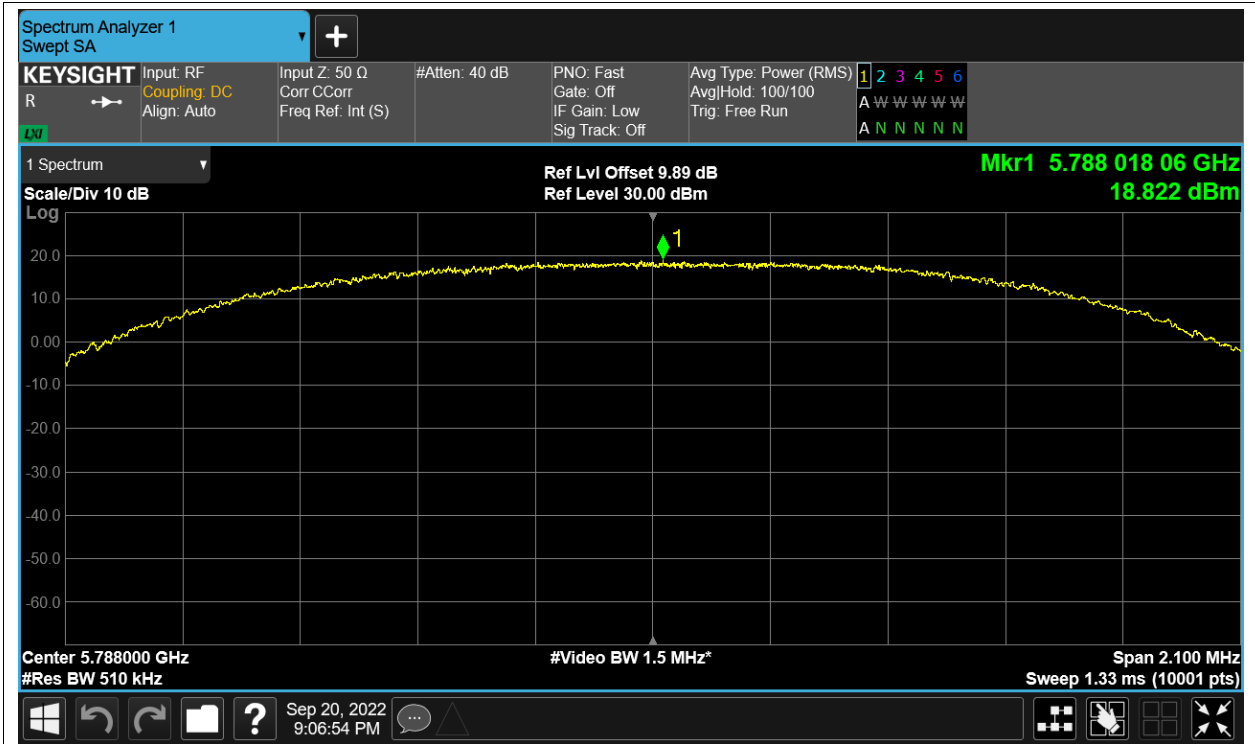 Spectrum Analyzer 1
Swept SA
KEYSIGHT
R
LXI
Input: RF
Coupling: DC
Align: Auto
Input Z: 50 Ω
Corr CCorr
Freq Ref: Int (S)
#Atten: 40 dB
PNO: Fast
Gate: Off
IF Gain: Low
Sig Track: Off
Avg Type: Power (RMS)
Avg|Hold: 100/100
Trig: Free Run
1 2 3 4 5 6
A W W W W W
A N N N N N
1 Spectrum
Scale/Div 10 dB
Log
Ref Lvl Offset 9.89 dB
Ref Level 30.00 dBm
Mkr1 5.788 018 06 GHz
18.822 dBm
1
20.0
10.0
0.00
-10.0
-20.0
-30.0
-40.0
-50.0
-60.0
Center 5.788000 GHz
#Video BW 1.5 MHz*
Span 2.100 MHz
#Res BW 510 kHz
Sweep 1.33 ms (10001 pts)
?
Sep 20, 2022
9:06:54 PM